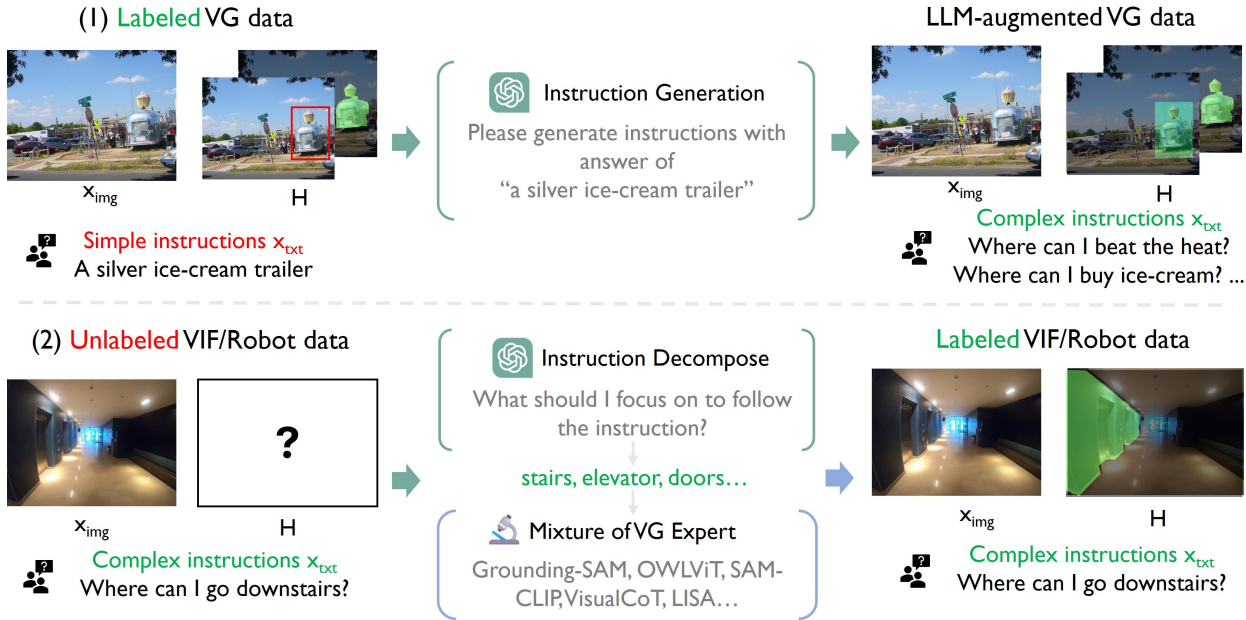 (1) Labeled VG data
LLM-augmented VG data
Instruction Generation
Please generate instructions with
answer of
“a silver ice-cream trailer”
x_img
H
Simple instructions x_txt
A silver ice-cream trailer
x_img
H
Complex instructions x_txt
Where can I beat the heat?
Where can I buy ice-cream? ...
(2) Unlabeled VIF/Robot data
Instruction Decompose
What should I focus on to follow
the instruction?
stairs, elevator, doors…
Mixture of VG Expert
Grounding-SAM, OWLViT, SAM-
CLIP,VisualCoT, LISA…
Labeled VIF/Robot data
?
x_img
H
Complex instructions x_txt
Where can I go downstairs?
x_img
H
Complex instructions x_txt
Where can I go downstairs?